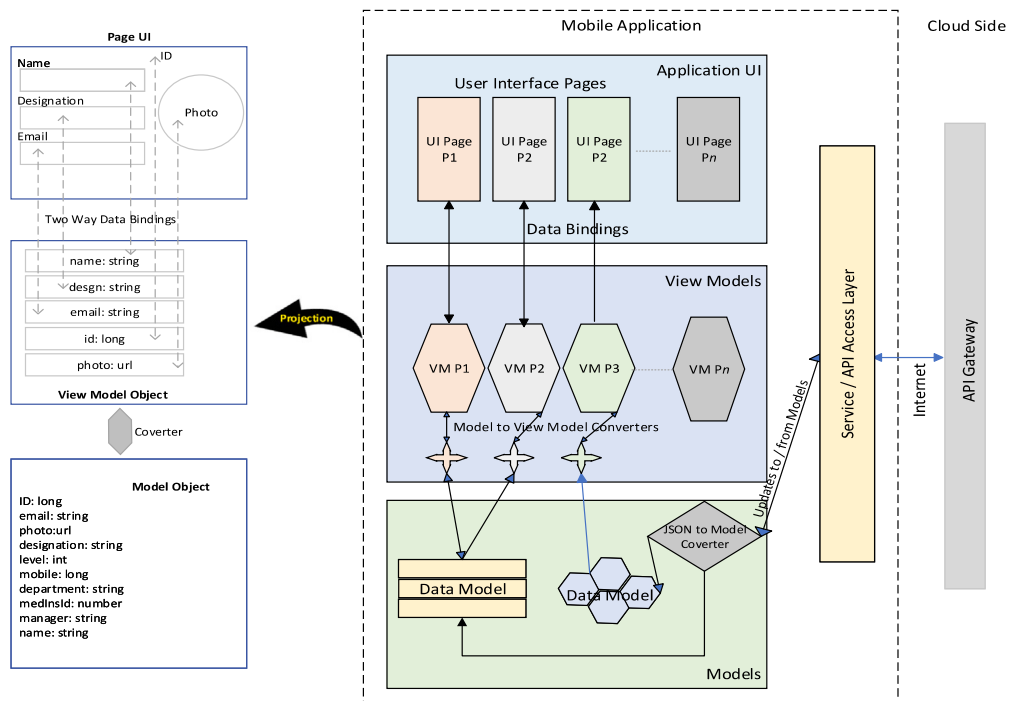 Page UI
Name
ID
Designation
Photo
Email
Two Way Data Bindings
name: string
desgn: string
email: string
id: long
photo: url
View Model Object
Coverter
Model Object
ID: long
email: string
photo:url
designation: string
level: int
mobile: long
department: string
medInsId: number
manager: string
name: string
Projection
Mobile Application
Application UI
User Interface Pages
UI Page
P1
UI Page
P2
UI Page
P2
UI Page
Pn
Data Bindings
View Models
VM P1
VM P2
VM P3
VM Pn
Model to View Model Converters
JSON to Model
Coverter
Data Model
Data Model
Models
Updates to / from Models
Service / API Access Layer
Internet
Cloud Side
API Gateway